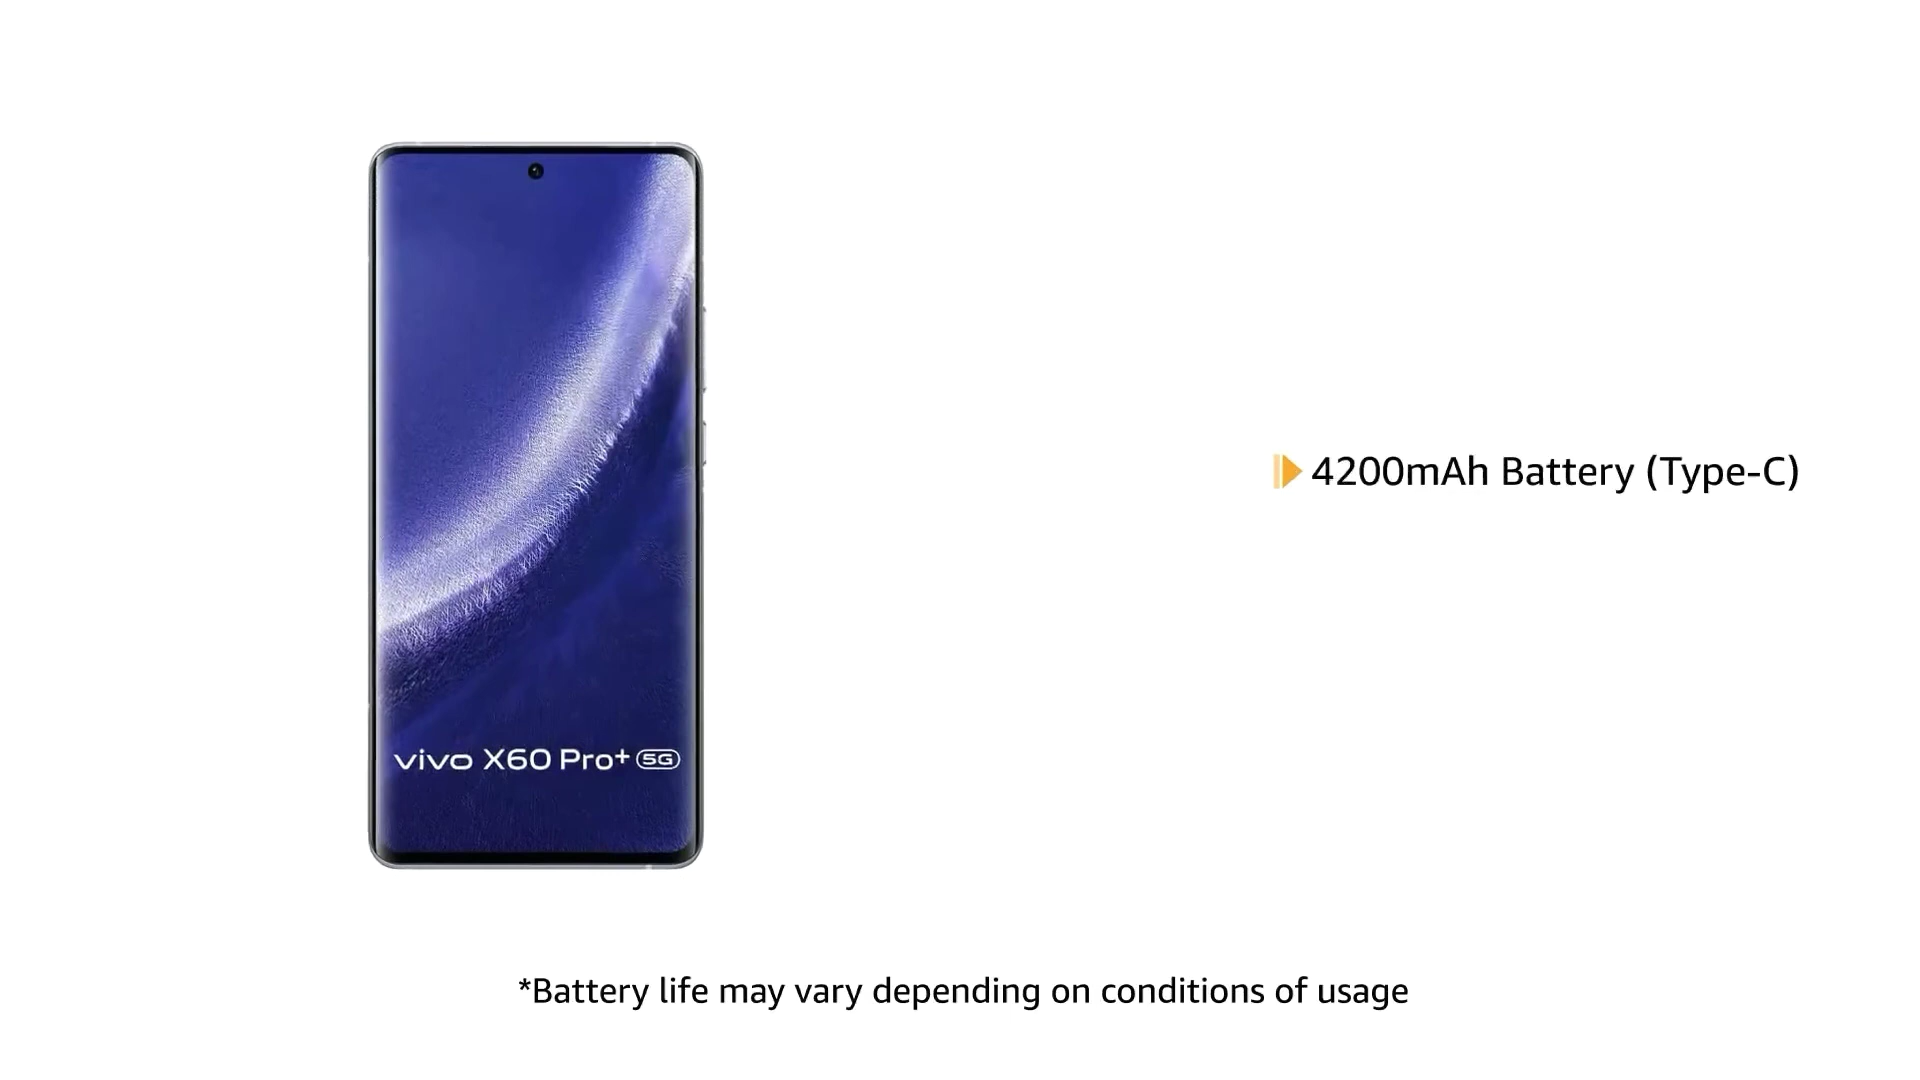 vivo X60 Pro+ 5G
4200mAh Battery (Type-C)
*Battery life may vary depending on conditions of usage